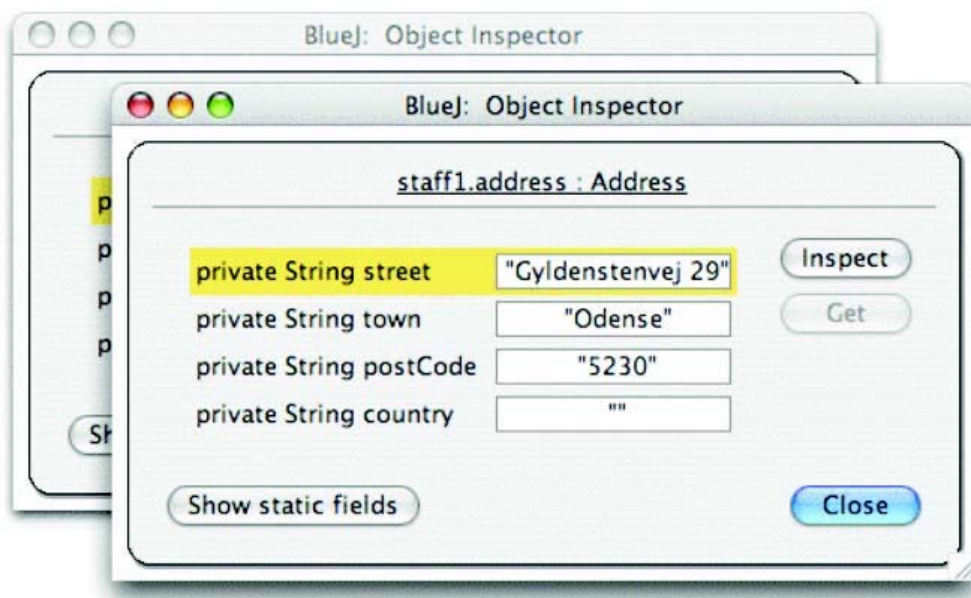 BlueJ: Object Inspector
BlueJ: Object Inspector
staff1.address : Address
private String street "Gyldenstenvej 29"
Inspect
private String town "Odense"
Get
private String postCode "5230"
private String country ""
Show static fields
Close